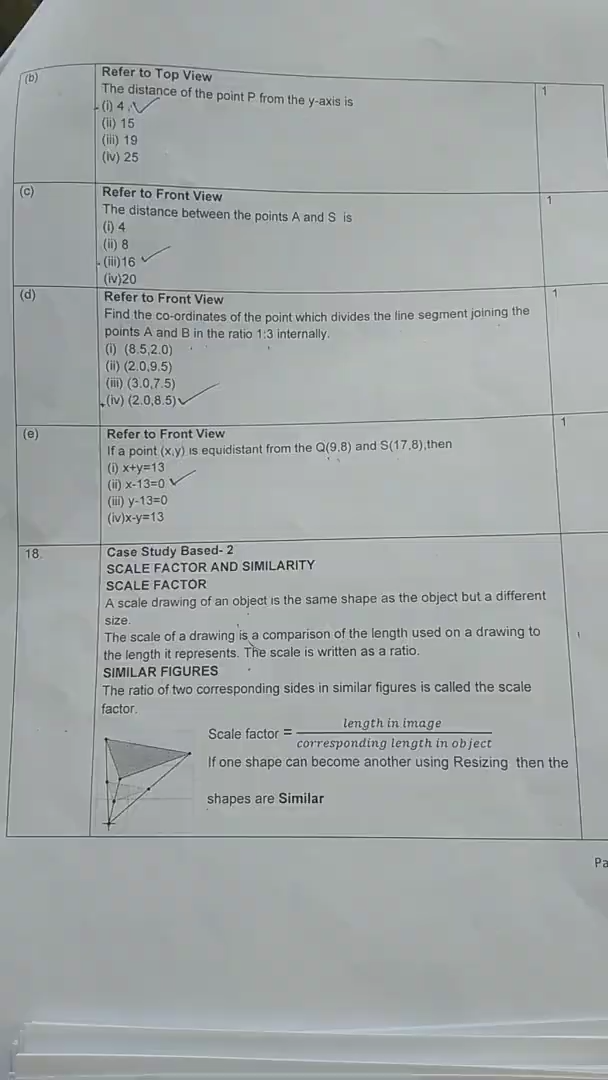 (b)
Refer to Top View
The distance of the point P from the y-axis is
1
(i) 4
(ii) 15
(iii) 19
(iv) 25
(c)
Refer to Front View
The distance between the points A and S is
1
(i) 4
(ii) 8
(iii)16
(iv)20
(d)
Refer to Front View
Find the co-ordinates of the point which divides the line segment joining the
points A and B in the ratio 1:3 internally.
1
(i) (8.5,2.0)
(ii) (2.0,9.5)
(iii) (3.0,7.5)
(iv) (2.0,8.5)
(e)
Refer to Front View
If a point (x,y) is equidistant from the Q(9,8) and S(17,8),then
1
(i) x+y=13
(ii) x-13=0
(iii) y-13=0
(iv)x-y=13
18.
Case Study Based- 2
SCALE FACTOR AND SIMILARITY
SCALE FACTOR
A scale drawing of an object is the same shape as the object but a different
size.
The scale of a drawing is a comparison of the length used on a drawing to
the length it represents. The scale is written as a ratio.
SIMILAR FIGURES
The ratio of two corresponding sides in similar figures is called the scale
factor.
Scale factor = length in image / corresponding length in object
If one shape can become another using Resizing then the
shapes are Similar
Pa